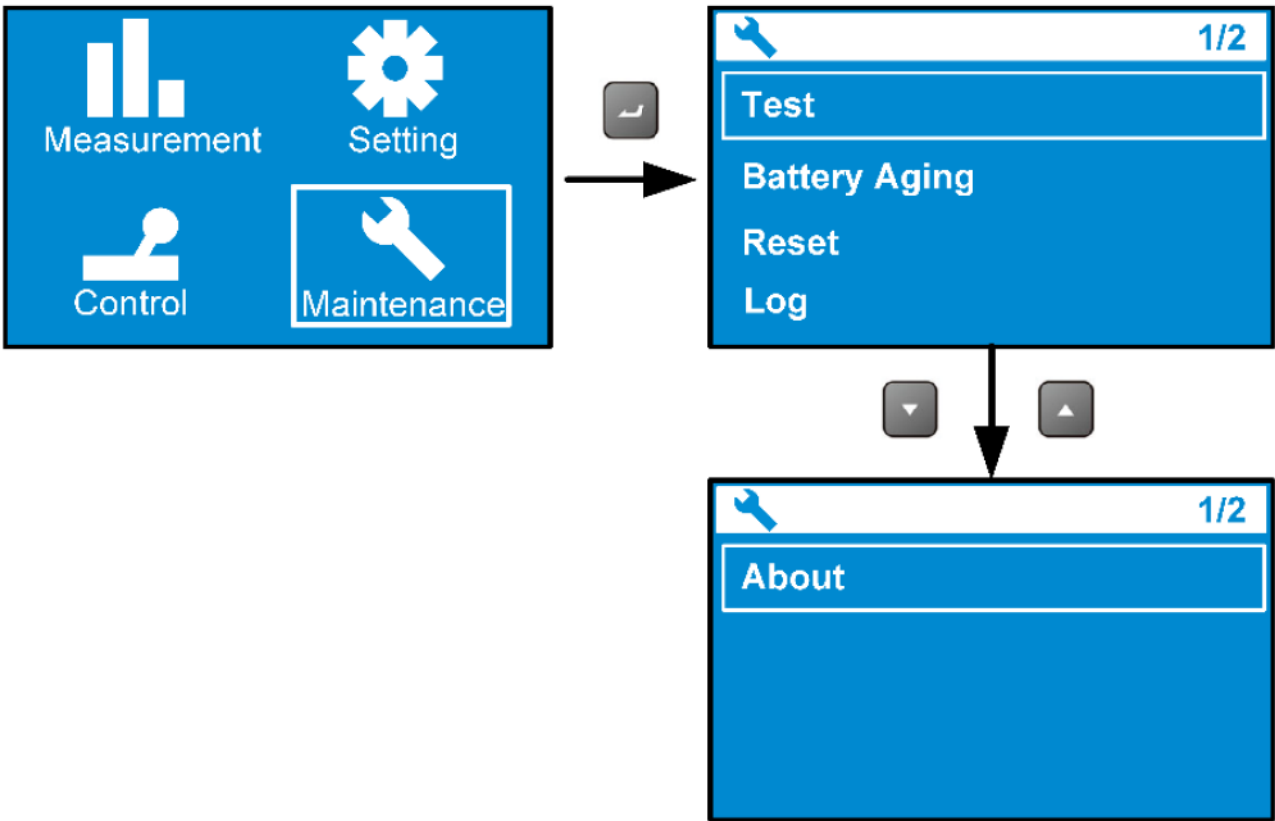 Measurement
Setting
Control
Maintenance
1/2
Test
Battery Aging
Reset
Log
1/2
About